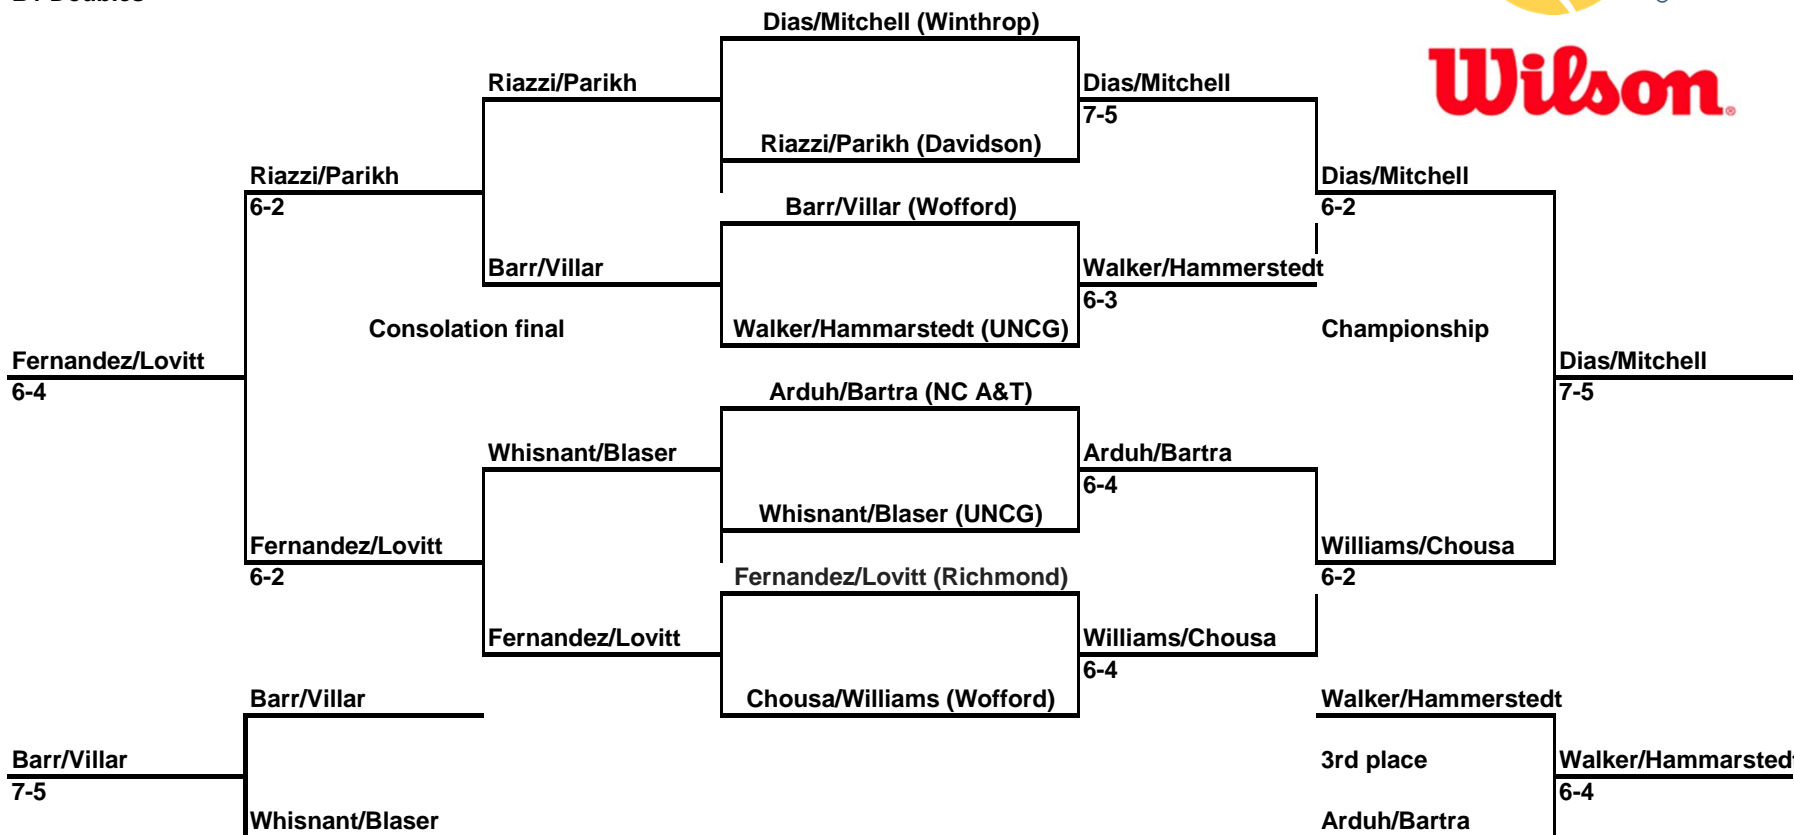 Dias/Mitchell (Winthrop)
Wilson®
Riazzi/Parikh
Dias/Mitchell
7-5
Riazzi/Parikh (Davidson)
Riazzi/Parikh
Dias/Mitchell
6-2
Barr/Villar (Wofford)
6-2
Barr/Villar
Walker/Hammerstedt
6-3
Consolation final
Walker/Hammarstedt (UNCG)
Championship
Fernandez/Lovitt
Dias/Mitchell
6-4
Arduh/Bartra (NC A&T)
7-5
Whisnant/Blaser
Arduh/Bartra
6-4
Whisnant/Blaser (UNCG)
Fernandez/Lovitt
Williams/Chousa
6-2
Fernandez/Lovitt (Richmond)
6-2
Fernandez/Lovitt
Williams/Chousa
6-4
Barr/Villar
Chousa/Williams (Wofford)
Walker/Hammerstedt
Barr/Villar
3rd place
Walker/Hammarstedt
7-5
6-4
Whisnant/Blaser
Arduh/Bartra